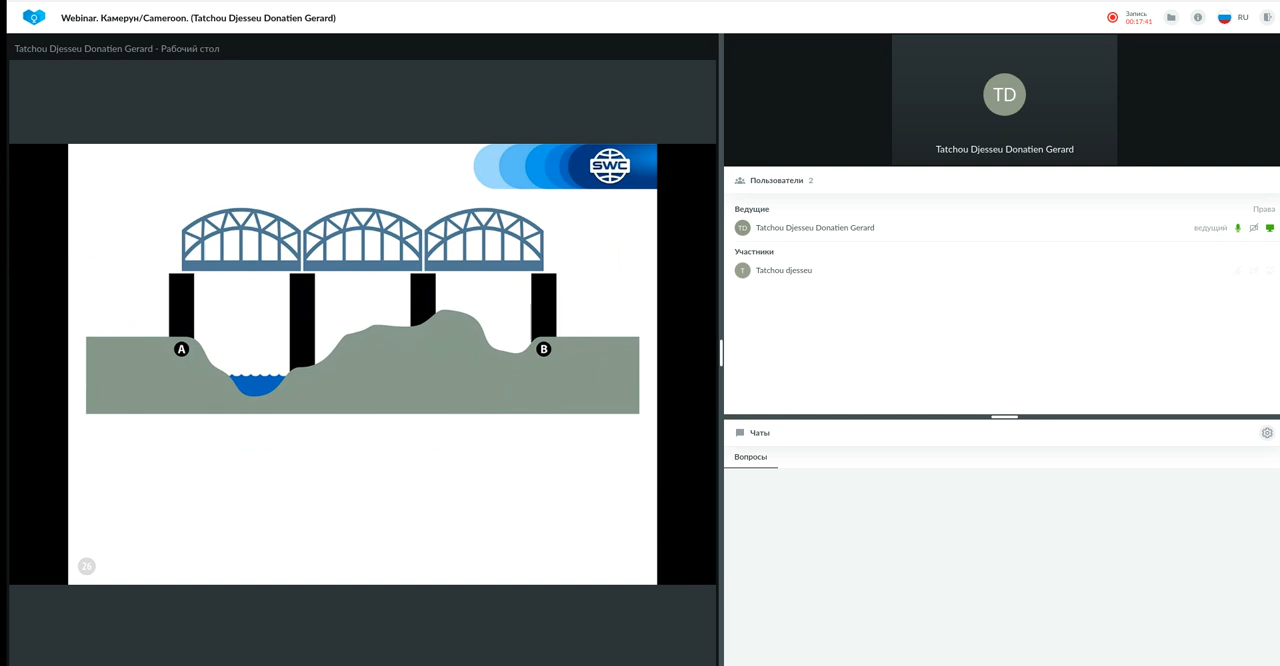 Webinar. Камерун/Cameroon. (Tatchou Djesseu Donatien Gerard)
Запись
00:17:41
RU
Tatchou Djesseu Donatien Gerard - Рабочий стол
SWC
A
B
26
TD
Tatchou Djesseu Donatien Gerard
Пользователи 2
Ведущие Права
TD Tatchou Djesseu Donatien Gerard ведущий
Участники
T Tatchou djesseu
Чаты
Вопросы